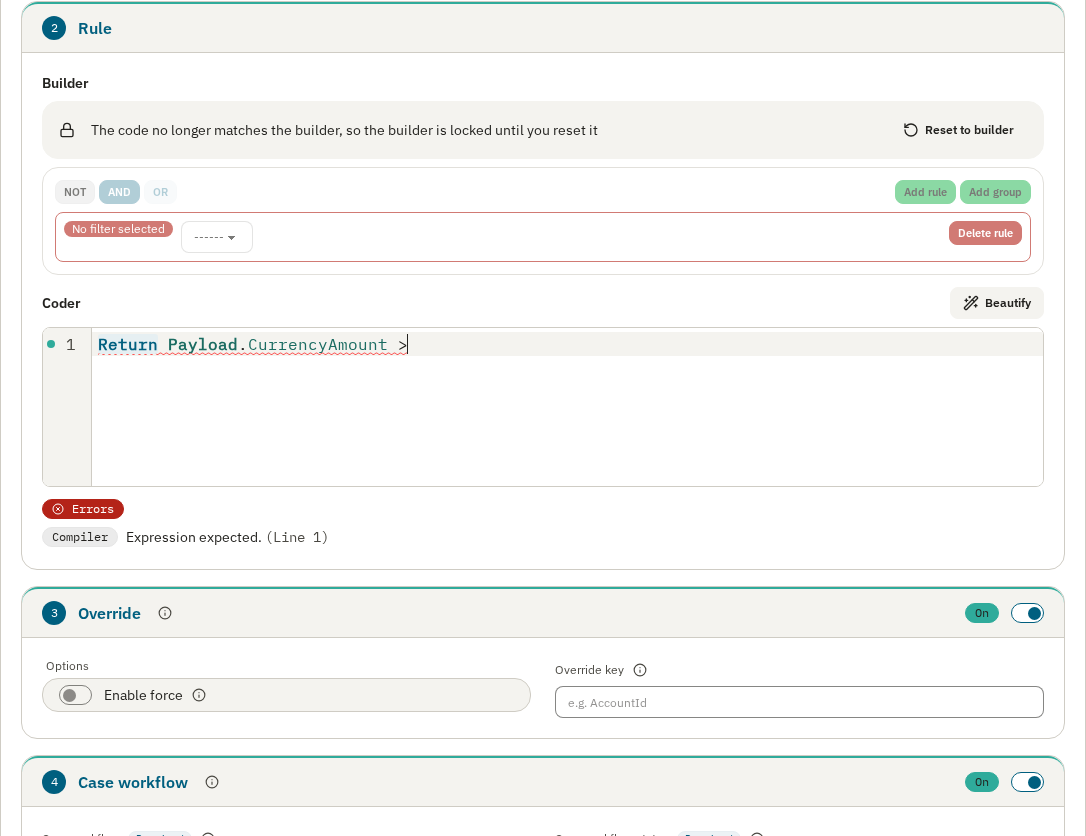 2 Rule
Builder
The code no longer matches the builder, so the builder is locked until you reset it Reset to builder
NOT AND OR Add rule Add group
No filter selected ------ Delete rule
Coder Beautify
1 Return Payload.CurrencyAmount >
Errors
Compiler Expression expected. (Line 1)
3 Override On
Options
Override key
Enable force
e.g. AccountId
4 Case workflow On